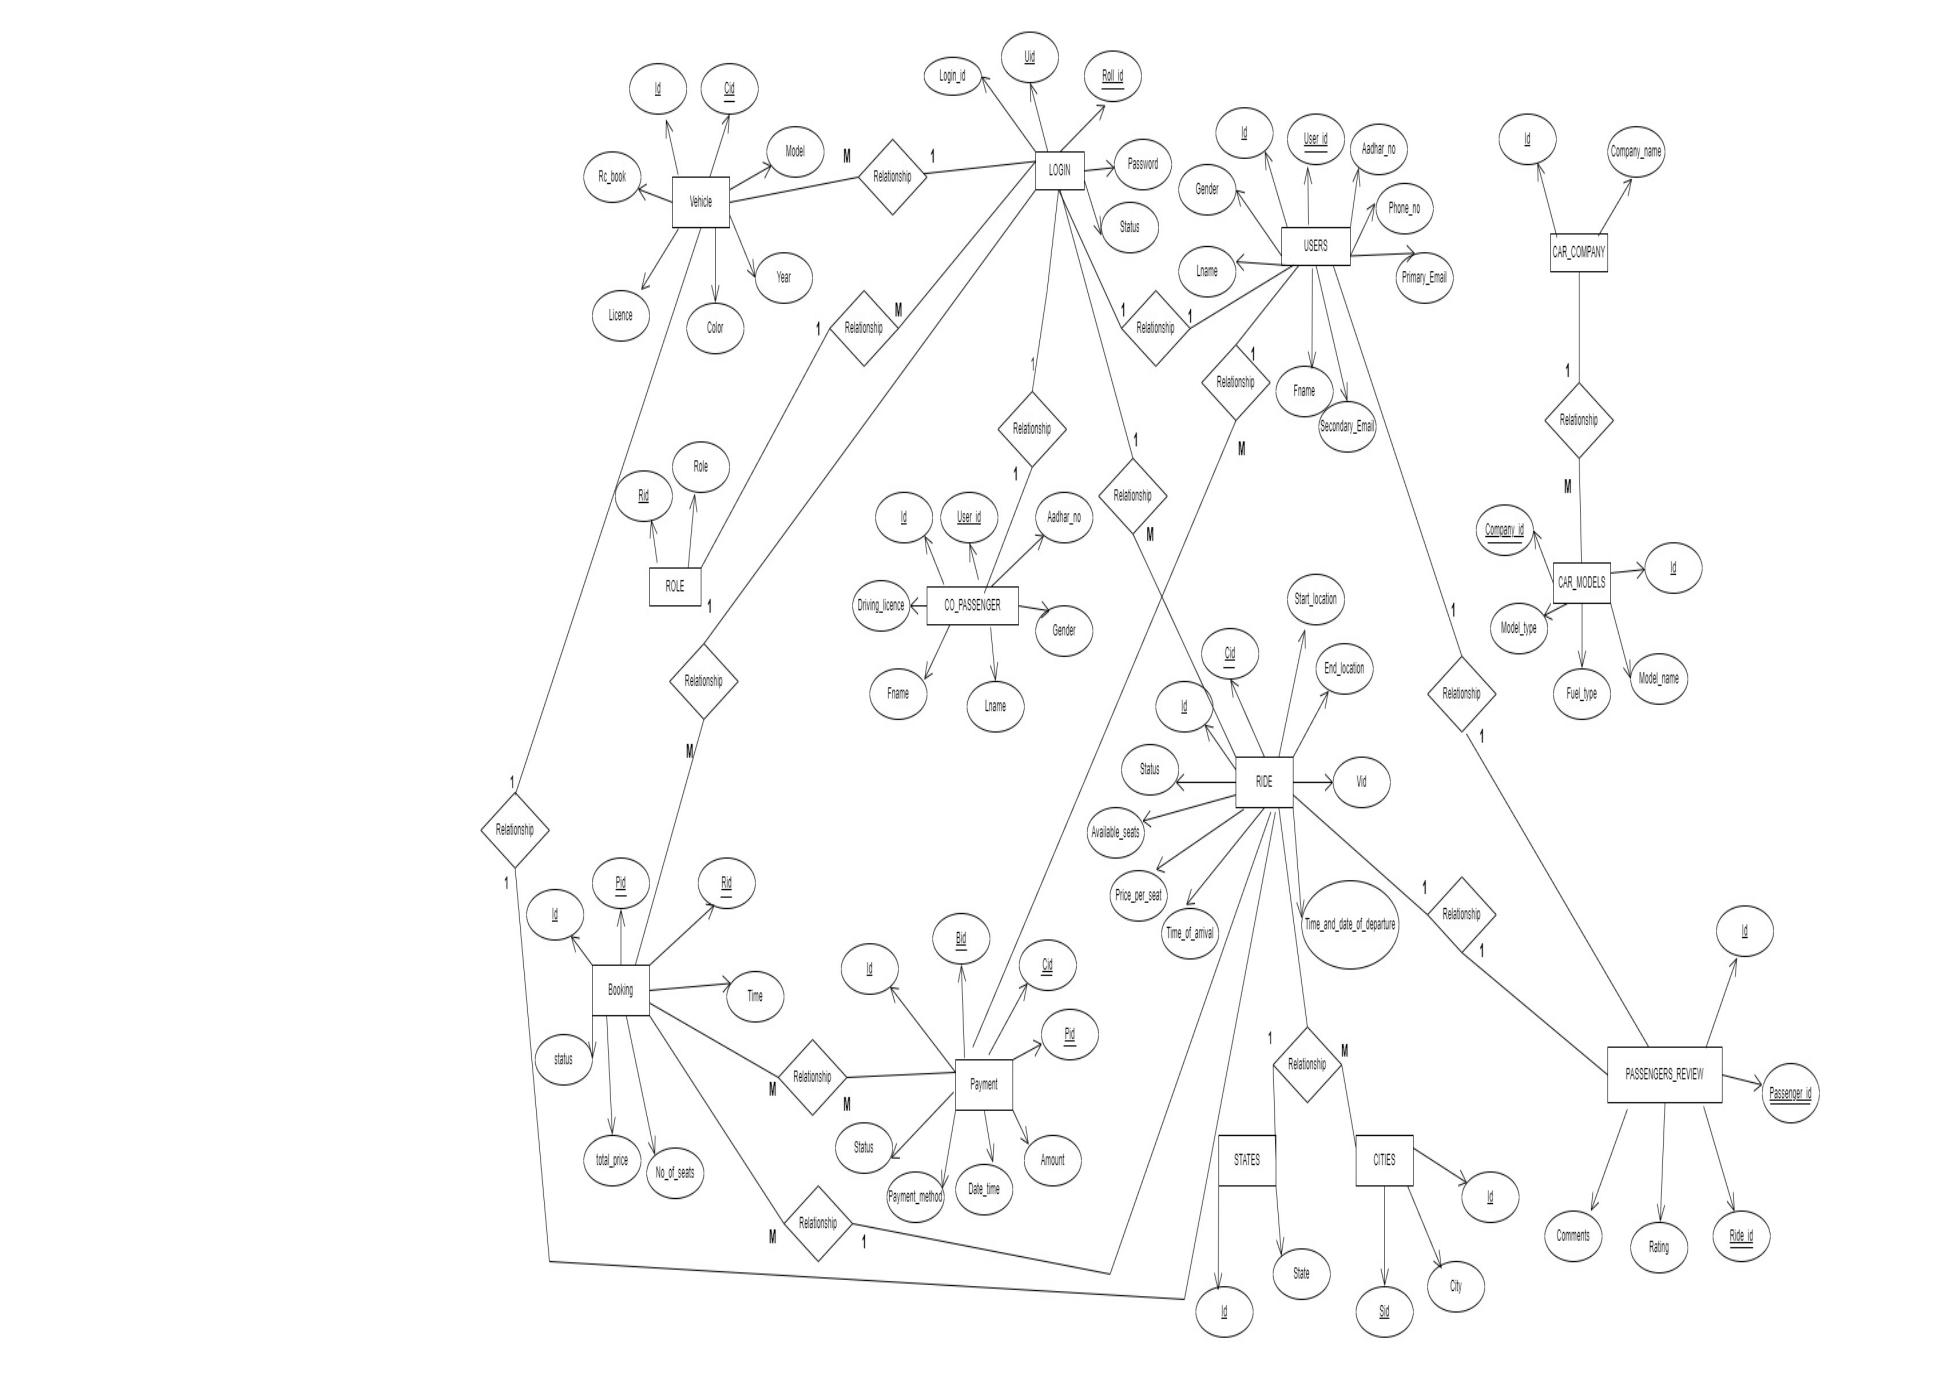 Uid
Login_id
Roll_id
Id
Cid
Id
User_id
Aadhar_no
Id
Company_name
Model
M
1
Password
LOGIN
Rc_book
Relationship
Gender
Vehicle
Phone_no
Status
USERS
CAR_COMPANY
Lname
Primary_Email
Year
Licence
Color
1
Relationship
M
1
Relationship
1
1
1
1
Relationship
Fname
Relationship
Secondary_Email
Relationship
1
M
M
Role
Rid
1
Relationship
Id
User_id
Aadhar_no
M
Company_id
Id
ROLE
1
Driving_licence
CO_PASSENGER
Gender
CAR_MODELS
Start_location
1
Model_type
Cid
End_location
Relationship
Fname
Lname
Id
Relationship
Fuel_type
Model_name
M
1
1
Status
RIDE
Vid
Relationship
Available_seats
1
Pid
Rid
Price_per_seat
1
Relationship
Id
Time_of_arrival
Time_and_date_of_departure
Id
Bid
1
Id
Cid
Booking
Time
Pid
status
1
M
Relationship
Relationship
Payment
PASSENGERS_REVIEW
Passenger_id
M
M
Status
Amount
total_price
No_of_seats
STATES
CITIES
Payment_method
Date_time
Id
Relationship
M
1
Comments
Rating
Ride_id
State
City
Id
Sid